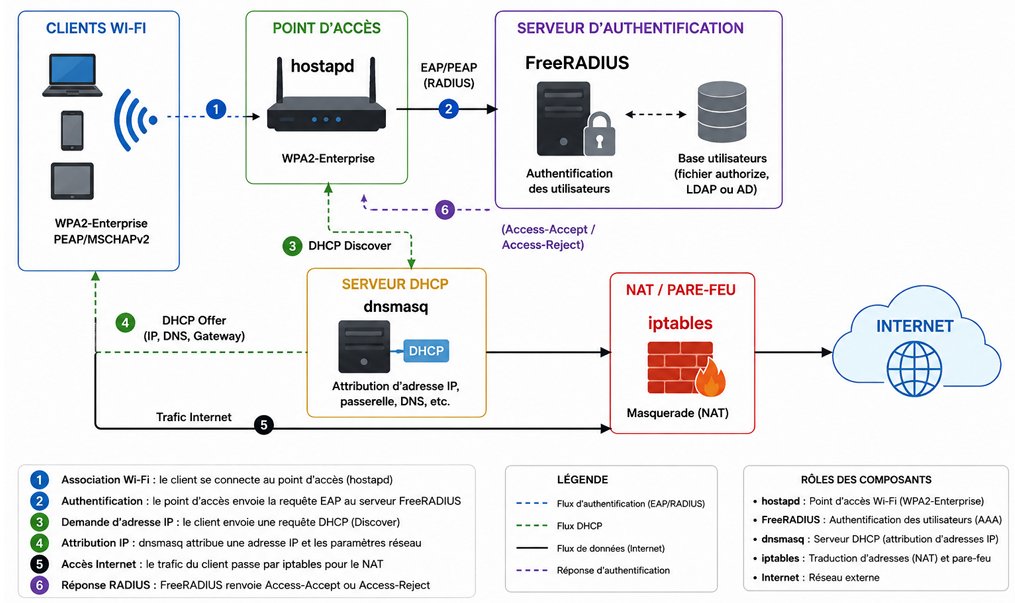 CLIENTS WI-FI
WPA2-Enterprise
PEAP/MSCHAPv2
1
POINT D'ACCÈS
hostapd
WPA2-Enterprise
EAP/PEAP
(RADIUS)
2
SERVEUR D'AUTHENTIFICATION
FreeRADIUS
Authentification
des utilisateurs
Base utilisateurs
(fichier authorize,
LDAP ou AD)
6
(Access-Accept /
Access-Reject)
3 DHCP Discover
4 DHCP Offer
(IP, DNS, Gateway)
SERVEUR DHCP
dnsmasq
DHCP
Attribution d'adresse IP,
passerelle, DNS, etc.
Trafic Internet
5
NAT / PARE-FEU
iptables
Masquerade (NAT)
INTERNET
1 Association Wi-Fi : le client se connecte au point d'accès (hostapd)
2 Authentification : le point d'accès envoie la requête EAP au serveur FreeRADIUS
3 Demande d'adresse IP : le client envoie une requête DHCP (Discover)
4 Attribution IP : dnsmasq attribue une adresse IP et les paramètres réseau
5 Accès Internet : le trafic du client passe par iptables pour le NAT
6 Réponse RADIUS : FreeRADIUS renvoie Access-Accept ou Access-Reject
LÉGENDE
Flux d'authentification (EAP/RADIUS)
Flux DHCP
Flux de données (Internet)
Réponse d'authentification
RÔLES DES COMPOSANTS
• hostapd : Point d'accès Wi-Fi (WPA2-Enterprise)
• FreeRADIUS : Authentification des utilisateurs (AAA)
• dnsmasq : Serveur DHCP (attribution d'adresses IP)
• iptables : Traduction d'adresses (NAT) et pare-feu
• Internet : Réseau externe